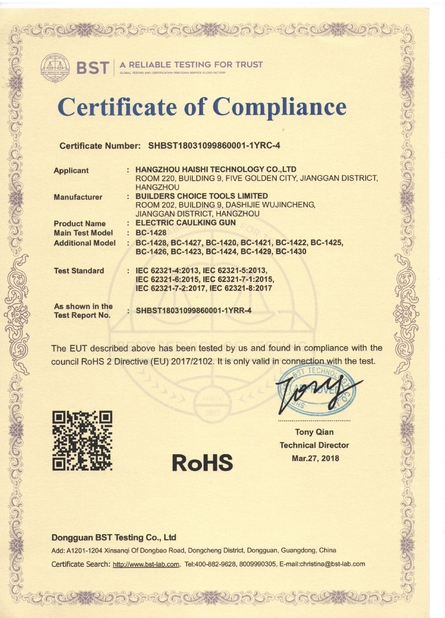 BST A RELIABLE TESTING FOR TRUST
Certificate of Compliance
Certificate Number: SHBST18031099860001-1YRC-4
Applicant : HANGZHOU HAISHI TECHNOLOGY CO.,LTD
ROOM 220, BUILDING 9, FIVE GOLDEN CITY, JIANGGAN DISTRICT,
HANGZHOU
Manufacturer : BUILDERS CHOICE TOOLS LIMITED
ROOM 202, BUILDING 9, DASHIJIE WUJINCHENG,
JIANGGAN DISTRICT, HANGZHOU
Product Name : ELECTRIC CAULKING GUN
Main Test Model : BC-1428
Additional Model : BC-1428, BC-1427, BC-1420, BC-1421, BC-1422, BC-1425,
BC-1426, BC-1423, BC-1424, BC-1429, BC-1430
Test Standard : IEC 62321-4:2013, IEC 62321-5:2013,
IEC 62321-6:2015, IEC 62321-7-1:2015,
IEC 62321-7-2:2017, IEC 62321-8:2017
As shown in the
Test Report No. : SHBST18031099860001-1YRR-4
The EUT described above has been tested by us and found in compliance with the
council RoHS 2 Directive (EU) 2017/2102. It is only valid in connection with the test.
Tony
RoHS
Tony Qian
Technical Director
Mar.27, 2018
Dongguan BST Testing Co., Ltd
Add: A1201-1204 Xinsanqi Of Dongbao Road, Dongcheng District, Dongguan, Guangdong, China
Certificate Search: http://www.bst-lab.com. Tel:400-882-9628, 8009990305, E-mail:christina@bst-lab.com